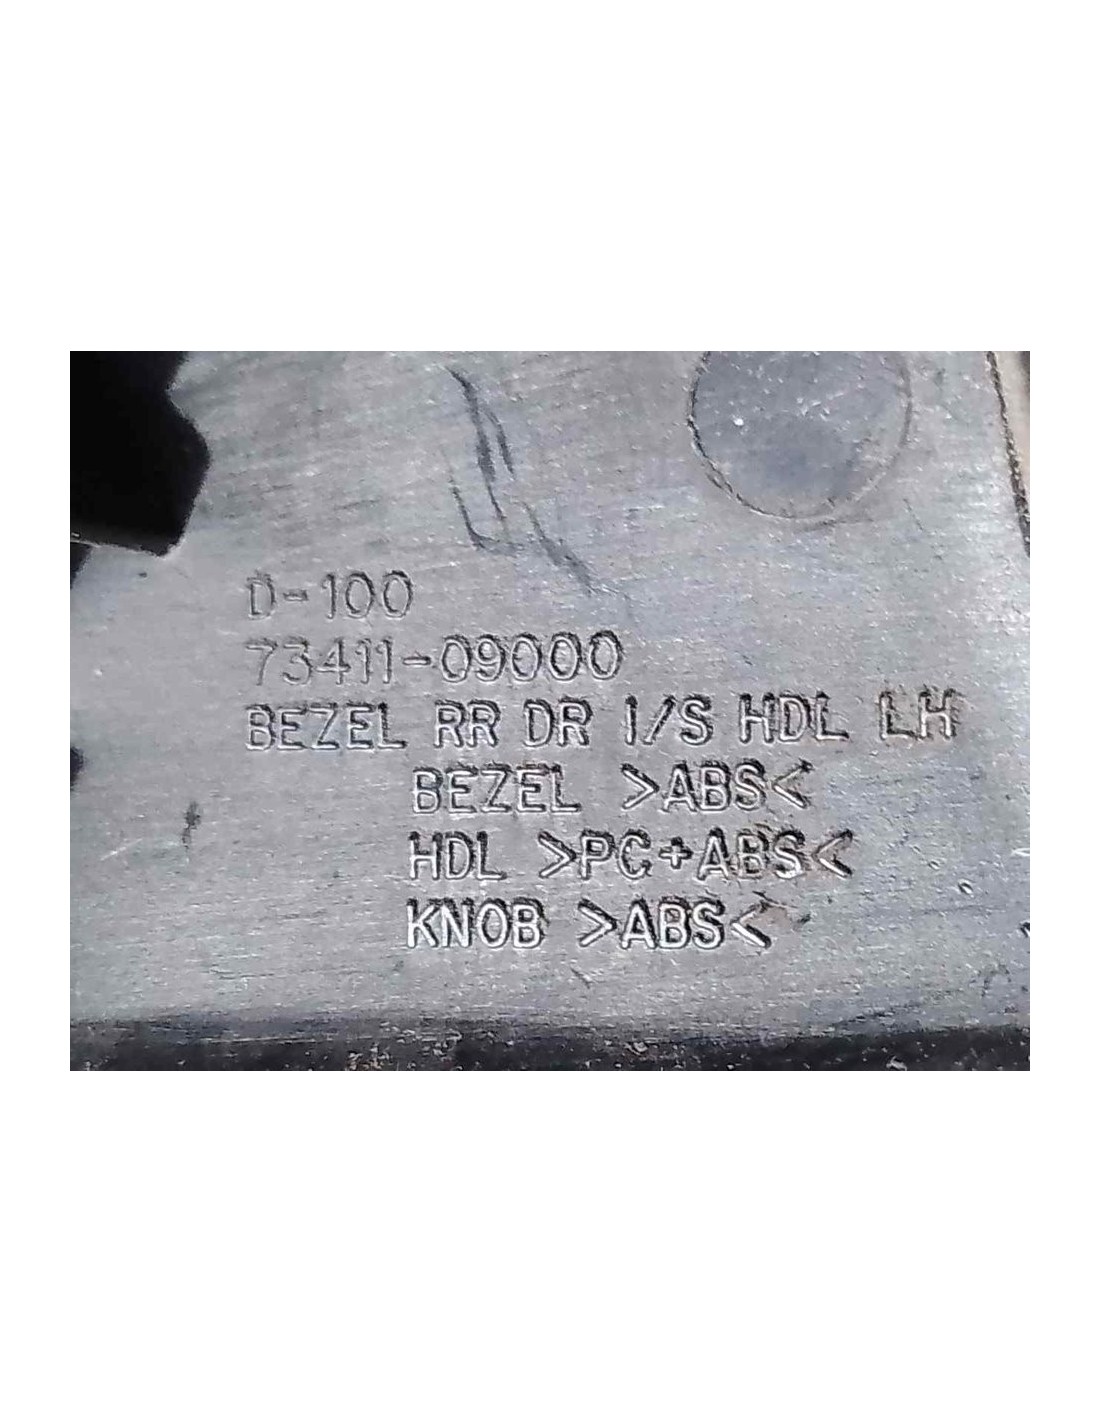 D-100
73411-09000
BEZEL RR DR I/S HDL LH
BEZEL >ABS<
HDL >PC+ABS<
KNOB >ABS<